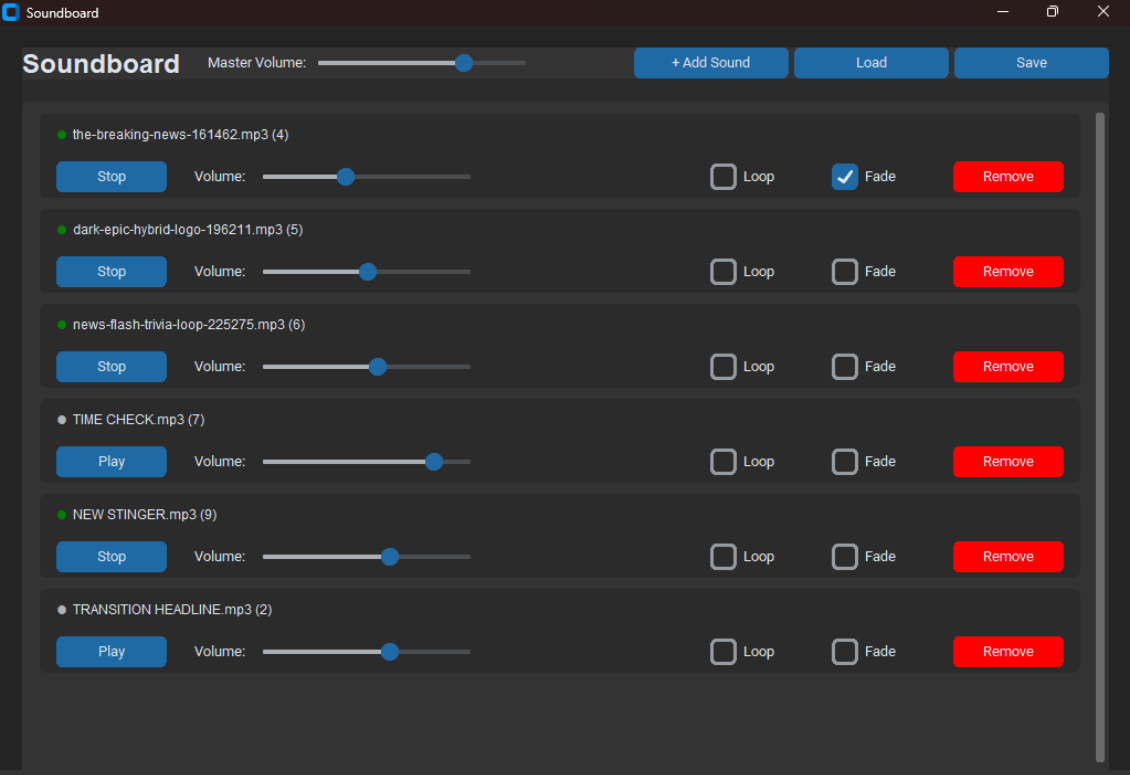 Soundboard
Soundboard Master Volume: + Add Sound Load Save
the-breaking-news-161462.mp3 (4)
Stop Volume: Loop Fade Remove
dark-epic-hybrid-logo-196211.mp3 (5)
Stop Volume: Loop Fade Remove
news-flash-trivia-loop-225275.mp3 (6)
Stop Volume: Loop Fade Remove
TIME CHECK.mp3 (7)
Play Volume: Loop Fade Remove
NEW STINGER.mp3 (9)
Stop Volume: Loop Fade Remove
TRANSITION HEADLINE.mp3 (2)
Play Volume: Loop Fade Remove